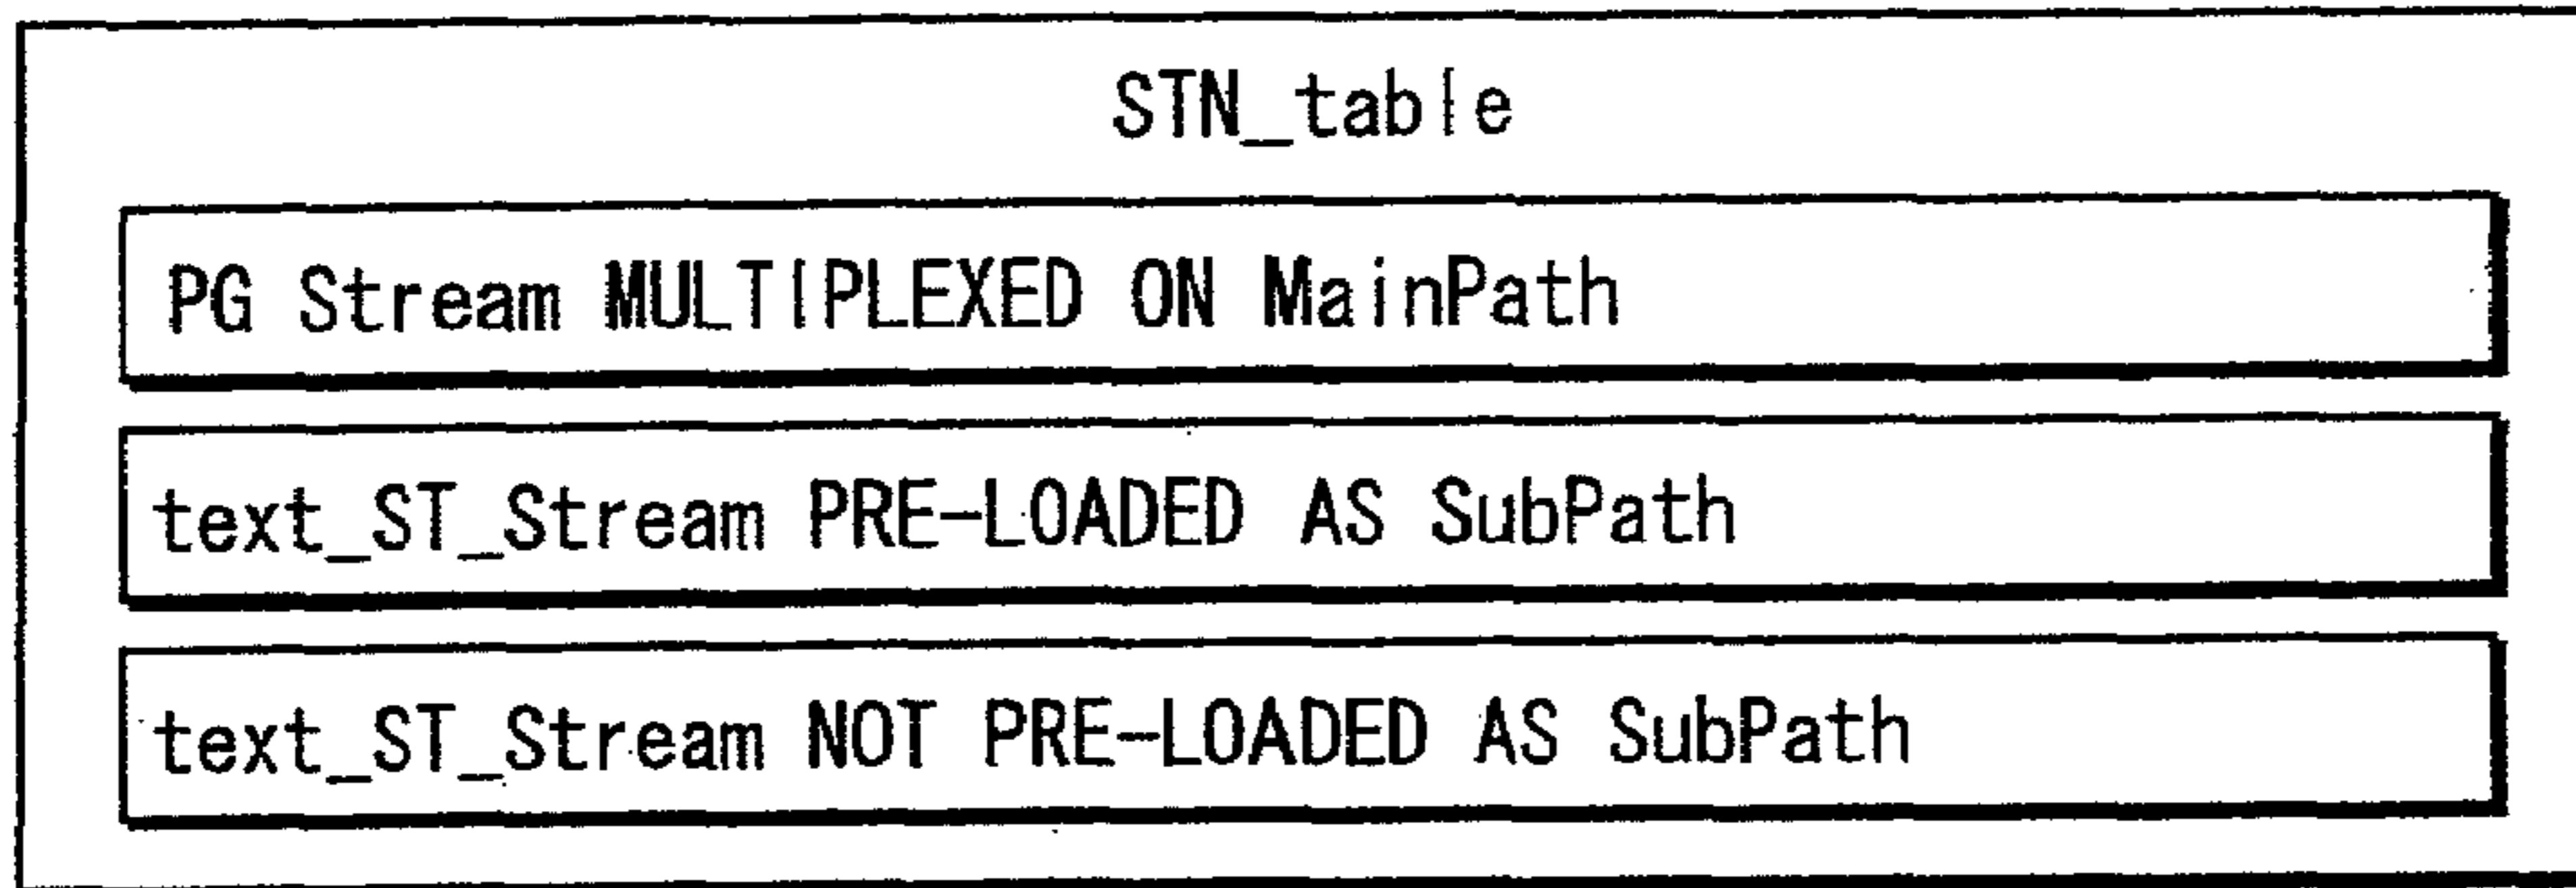 STN_table
PG Stream MULTIPLEXED ON MainPath
text_ST_Stream PRE-LOADED AS SubPath
text_ST_Stream NOT PRE-LOADED AS SubPath